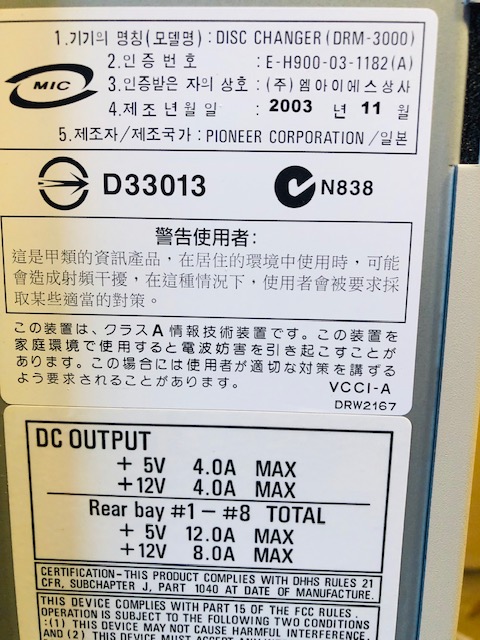 1.기기의 명칭(모델명): DISC CHANGER(DRM-3000)
2.인 증 번 호 : E-H900-03-1182(A)
MIC
3.인증받은 자의 상호 : (주) 엠아이에스상사
4.제 조 년 월 일 : 2003 년 11 월
5.제조자/제조국가: PIONEER CORPORATION /일본
D33013
N838
警告使用者:
這是甲類的資訊產品，在居住的環境中使用時，可能
會造成射頻干擾，在這種情況下，使用者會被要求採
取某些適當的對策。
この装置は、クラスA情報技術装置です。この装置を
家庭環境で使用すると電波妨害を引き起こすことが
あります。この場合には使用者が適切な対策を講ずる
よう要求されることがあります。
VCCI-A
DRW2167
DC OUTPUT
+ 5V 4.0A MAX
+12V 4.0A MAX
Rear bay #1 - #8 TOTAL
+ 5V 12.0A MAX
+12V 8.0A MAX
CERTIFICATION-THIS PRODUCT COMPLIES WITH DHHS RULES 21
CFR, SUBCHAPTER J, PART 1040 AT DATE OF MANUFACTURE.
THIS DEVICE COMPLIES WITH PART 15 OF THE FCC RULES.
OPERATION IS SUBJECT TO THE FOLLOWING TWO CONDITIONS
:(1) THIS DEVICE MAY NOT CAUSE HARMFUL INTERFERENCE,
AND (2) THIS DEVICE MUST ACCEPT